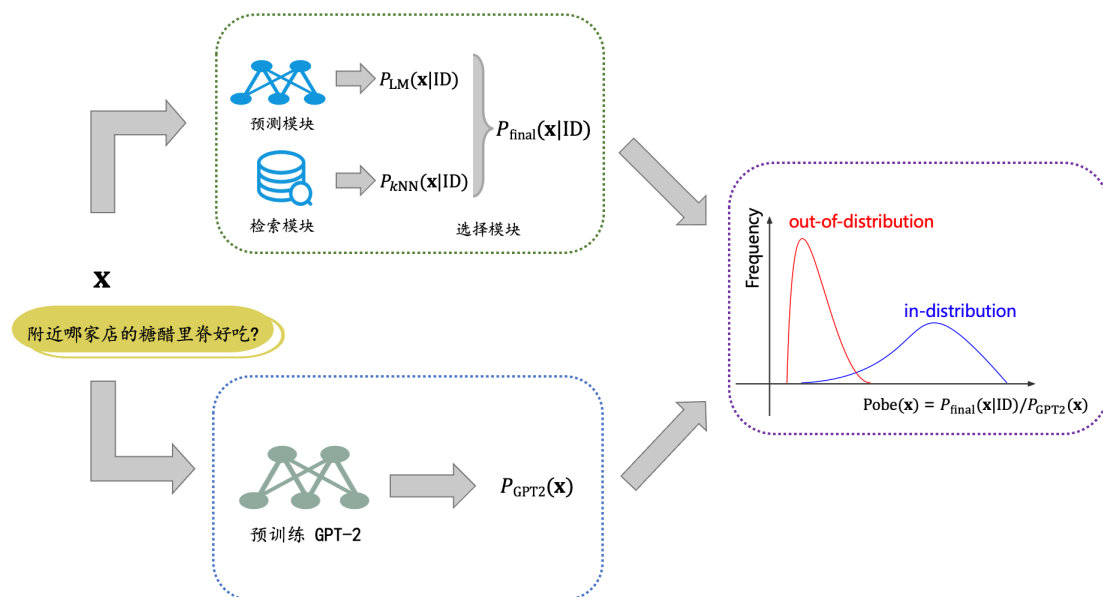 P_LM(x|ID)
预测模块
P_final(x|ID)
P_kNN(x|ID)
检索模块
选择模块
x
附近哪家店的糖醋里脊好吃?
P_GPT2(x)
预训练 GPT-2
Frequency
out-of-distribution
in-distribution
Pobe(x) = P_final(x|ID)/P_GPT2(x)